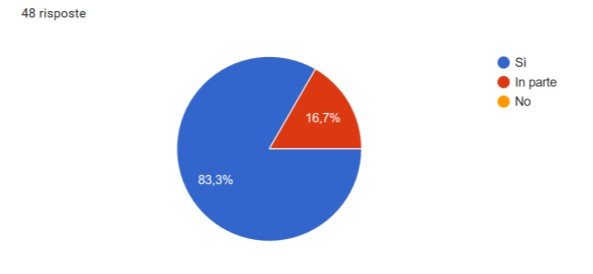 48 risposte
Sì
In parte
No
16,7%
83,3%